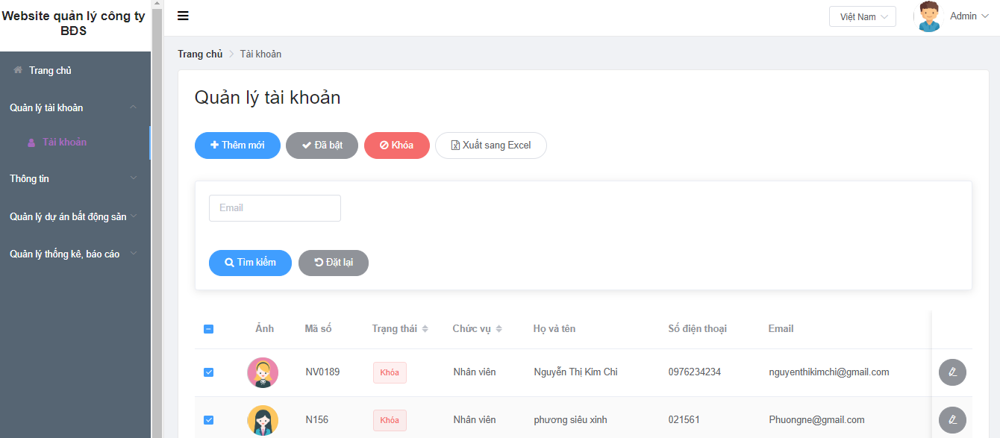 Website quản lý công ty
BĐS
Việt Nam
Admin
Trang chủ
Quản lý tài khoản
Tài khoản
Thông tin
Quản lý dự án bất động sản
Quản lý thống kê, báo cáo
Trang chủ > Tài khoản
Quản lý tài khoản
Thêm mới Đã bật Khóa Xuất sang Excel
Email
Tìm kiếm Đặt lại
Ảnh Mã số Trạng thái Chức vụ Họ và tên Số điện thoại Email
NV0189 Khóa Nhân viên Nguyễn Thị Kim Chi 0976234234 nguyenthikimchi@gmail.com
N156 Khóa Nhân viên phương siêu xinh 021561 Phuongne@gmail.com